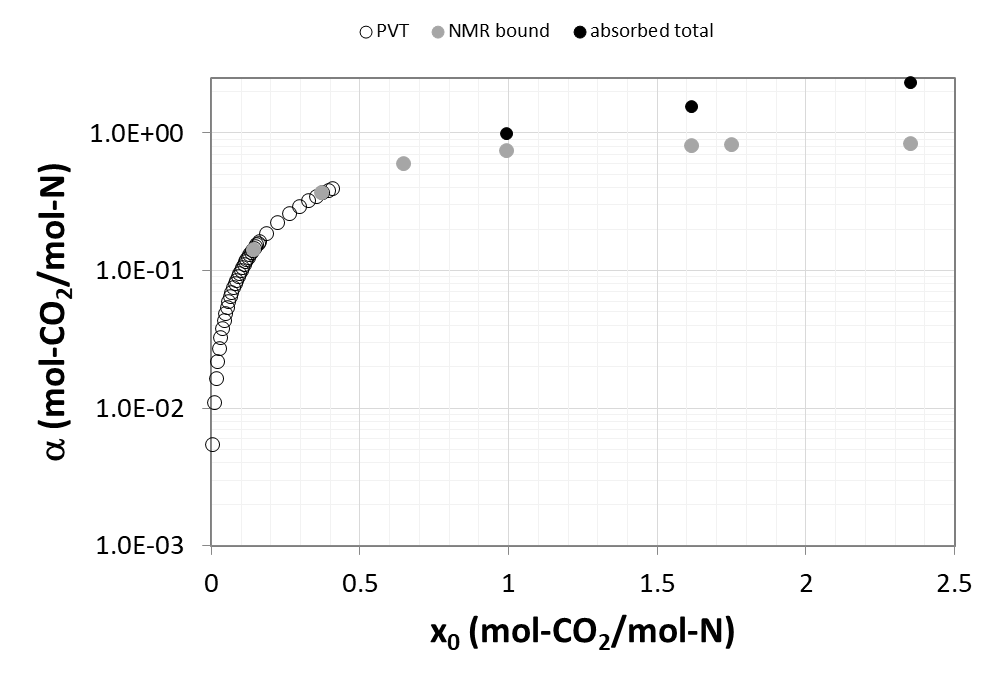 PVT NMR bound absorbed total
1.0E+00
1.0E-01
1.0E-02
1.0E-03
α (mol-CO₂/mol-N)
0 0.5 1 1.5 2 2.5
x₀ (mol-CO₂/mol-N)